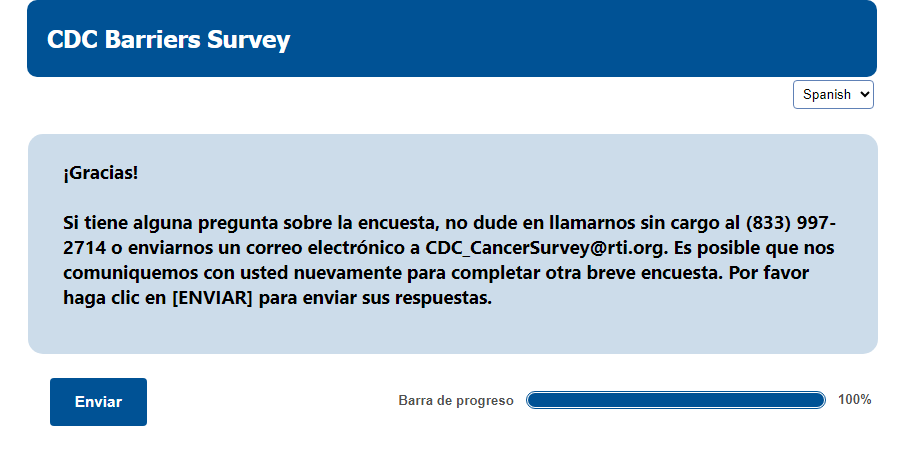 CDC Barriers Survey
Spanish
¡Gracias!
Si tiene alguna pregunta sobre la encuesta, no dude en llamarnos sin cargo al (833) 997-
2714 o enviarnos un correo electrónico a CDC_CancerSurvey@rti.org. Es posible que nos
comuniquemos con usted nuevamente para completar otra breve encuesta. Por favor
haga clic en [ENVIAR] para enviar sus respuestas.
Enviar
Barra de progreso
100%